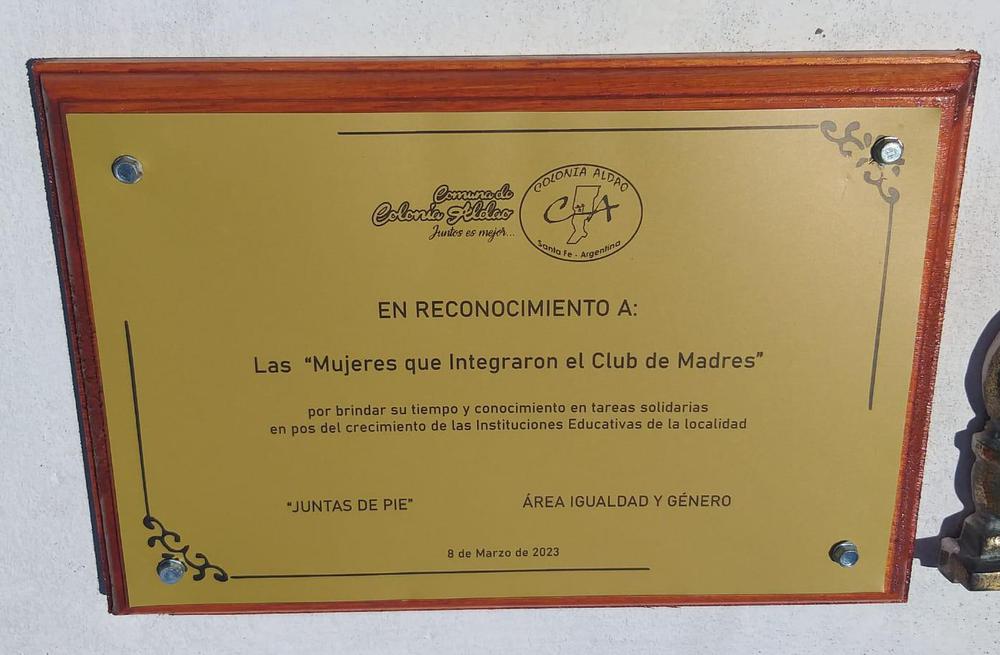 Comuna de
Colonia Aldao
Juntos es mejor...
COLONIA ALDAO
CA
Santa Fe - Argentina
EN RECONOCIMIENTO A:
Las "Mujeres que Integraron el Club de Madres"
por brindar su tiempo y conocimiento en tareas solidarias
en pos del crecimiento de las Instituciones Educativas de la localidad
"JUNTAS DE PIE" ÁREA IGUALDAD Y GÉNERO
8 de Marzo de 2023